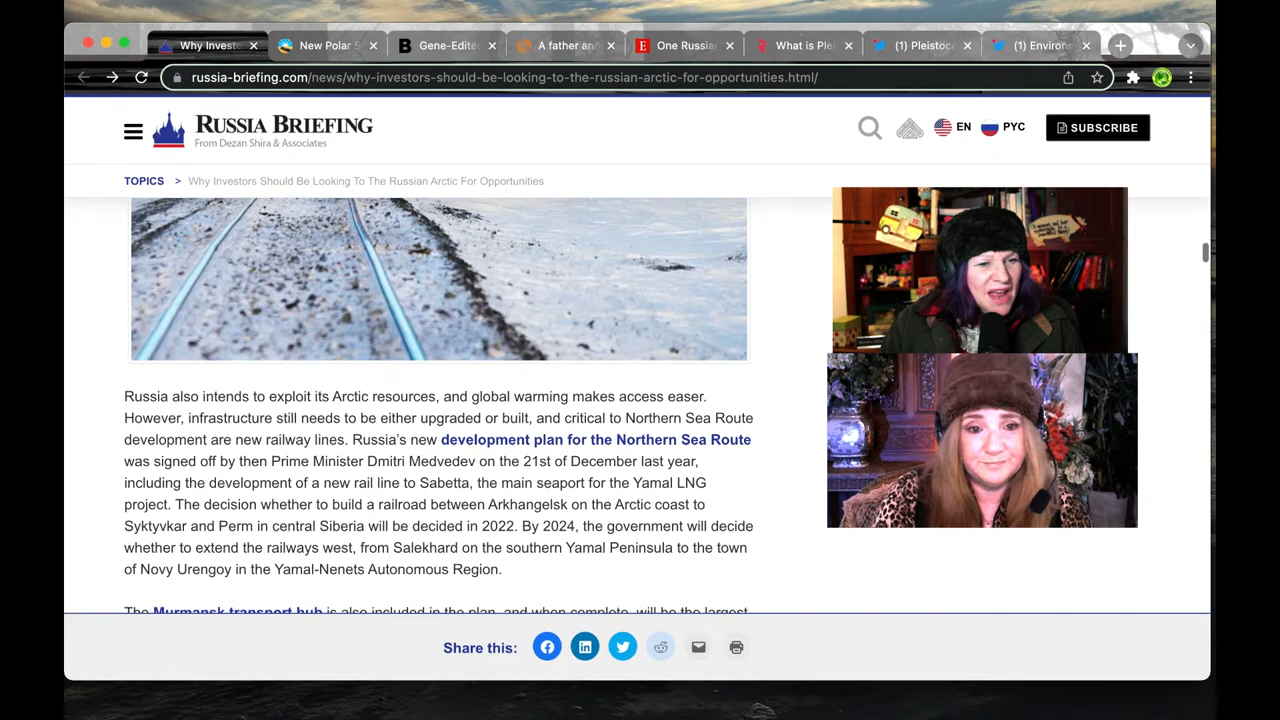 Why Invest
New Polar S
Gene-Edite
A father an
One Russia
What is Ple
(1) Pleistoc
(1) Environ
russia-briefing.com/news/why-investors-should-be-looking-to-the-russian-arctic-for-opportunities.html/
RUSSIA BRIEFING
From Dezan Shira & Associates
EN
РУС
SUBSCRIBE
TOPICS > Why Investors Should Be Looking To The Russian Arctic For Opportunities
Russia also intends to exploit its Arctic resources, and global warming makes access easer.
However, infrastructure still needs to be either upgraded or built, and critical to Northern Sea Route
development are new railway lines. Russia's new development plan for the Northern Sea Route
was signed off by then Prime Minister Dmitri Medvedev on the 21st of December last year,
including the development of a new rail line to Sabetta, the main seaport for the Yamal LNG
project. The decision whether to build a railroad between Arkhangelsk on the Arctic coast to
Syktyvkar and Perm in central Siberia will be decided in 2022. By 2024, the government will decide
whether to extend the railways west, from Salekhard on the southern Yamal Peninsula to the town
of Novy Urengoy in the Yamal-Nenets Autonomous Region.
The Murmansk transport hub is also included in the plan, and when complete, will be the largest
Share this: